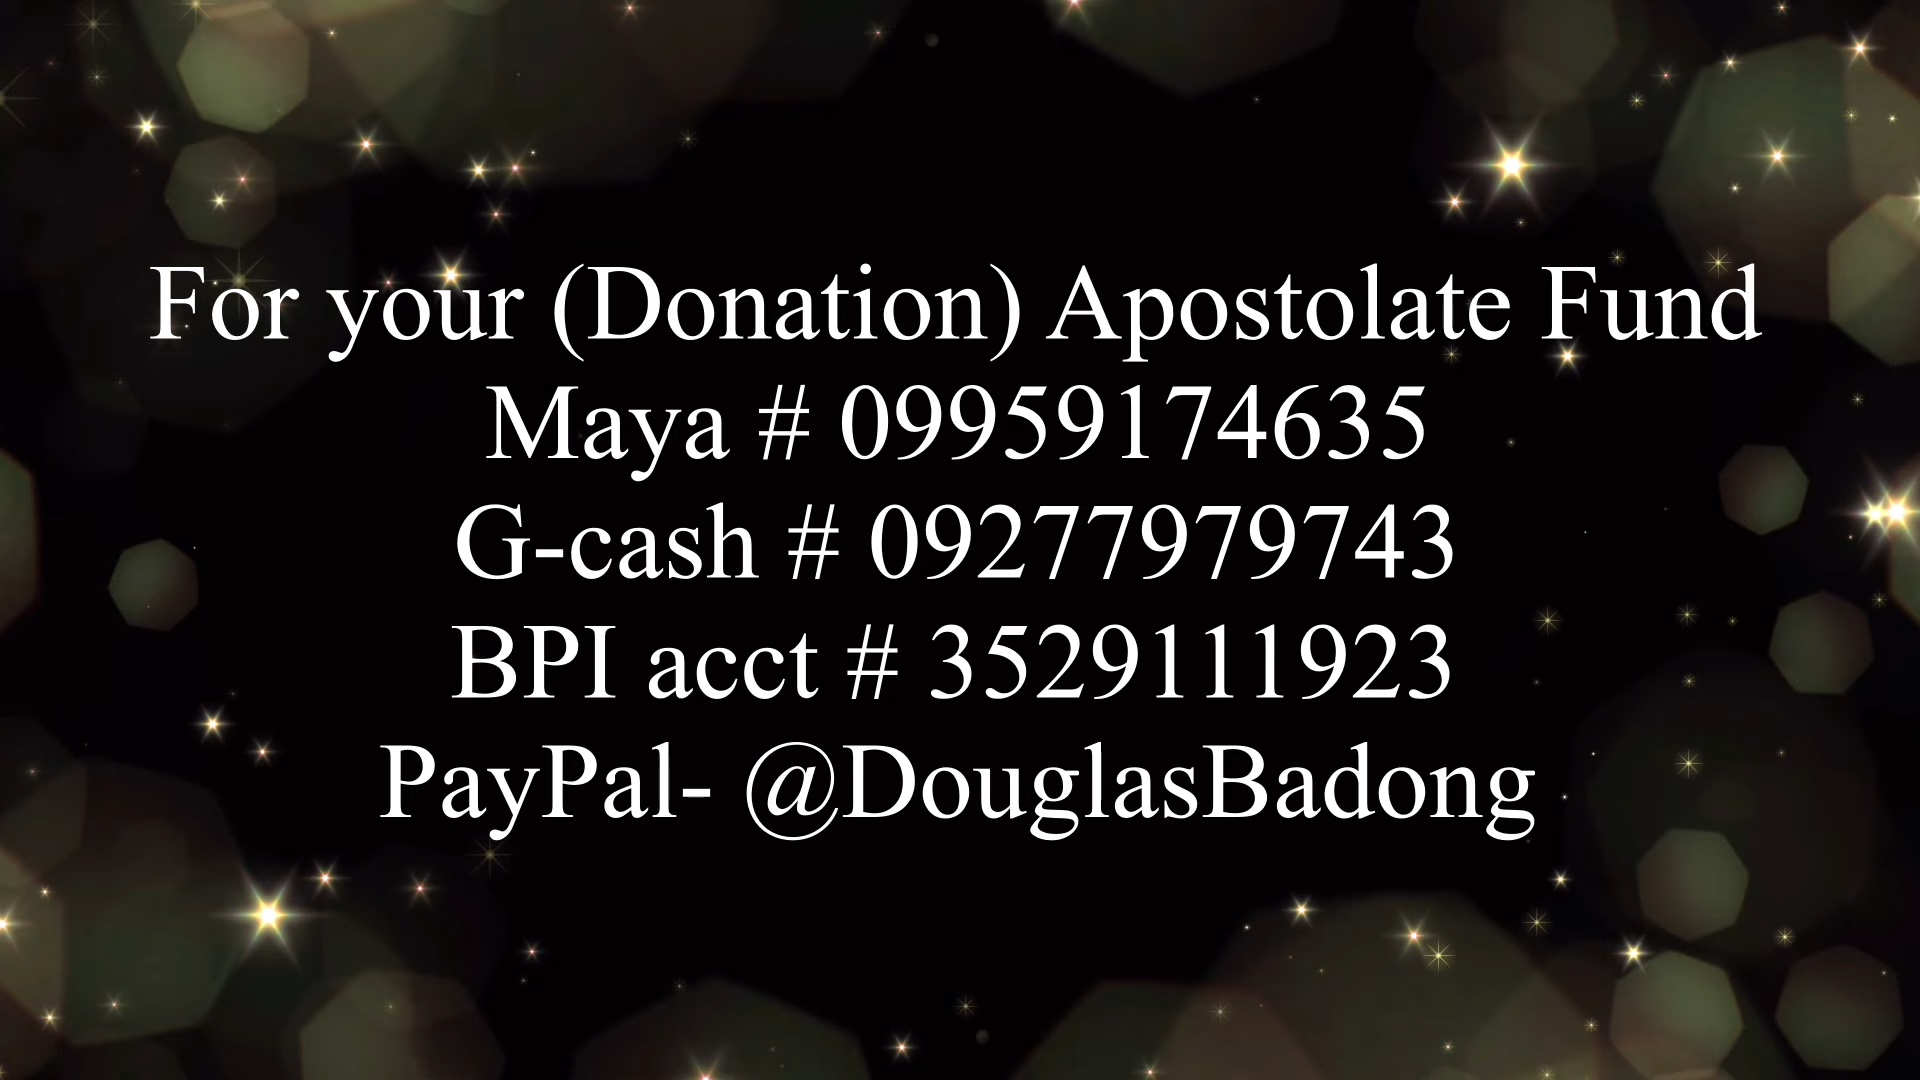 For your (Donation) Apostolate Fund
Maya # 09959174635
G-cash # 09277979743
BPI acct # 3529111923
PayPal- @DouglasBadong